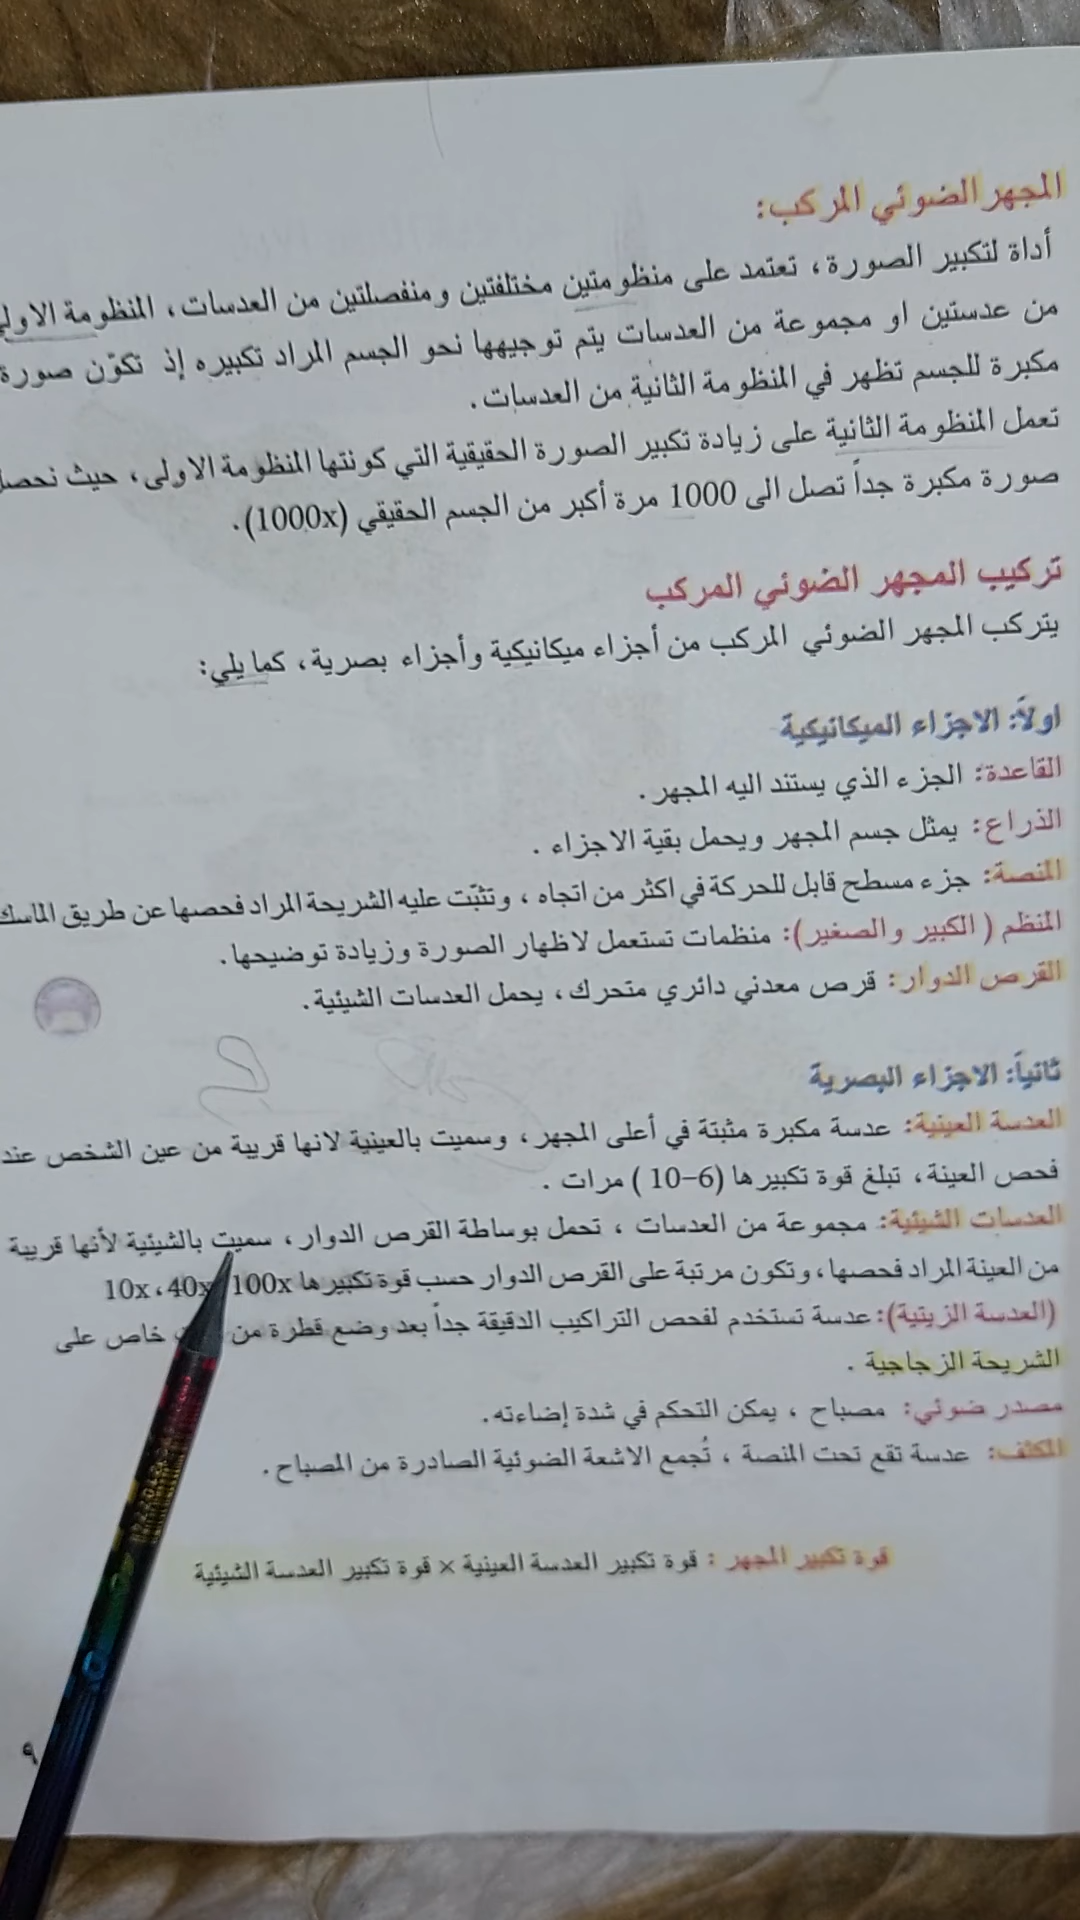 المجهر الضوئي المركب:
أداة لتكبير الصورة، تعتمد على منظومتين مختلفتين ومنفصلتين من العدسات، المنظومة الاولى
من عدستين او مجموعة من العدسات يتم توجيهها نحو الجسم المراد تكبيره إذ تكوّن صورة
مكبرة للجسم تظهر في المنظومة الثانية من العدسات.
تعمل المنظومة الثانية على زيادة تكبير الصورة الحقيقية التي كونتها المنظومة الاولى، حيث نحصل
صورة مكبرة جداً تصل الى 1000 مرة أكبر من الجسم الحقيقي (1000x).
تركيب المجهر الضوئي المركب
يتركب المجهر الضوئي المركب من أجزاء ميكانيكية وأجزاء بصرية، كما يلي:
اولاً: الاجزاء الميكانيكية
القاعدة: الجزء الذي يستند اليه المجهر.
الذراع: يمثل جسم المجهر ويحمل بقية الاجزاء .
المنصة: جزء مسطح قابل للحركة في اكثر من اتجاه ، وتثبّت عليه الشريحة المراد فحصها عن طريق الماسك
المنظم ( الكبير والصغير): منظمات تستعمل لاظهار الصورة وزيادة توضيحها.
القرص الدوار: قرص معدني دائري متحرك، يحمل العدسات الشيئية.
ثانياً: الاجزاء البصرية
العدسة العينية: عدسة مكبرة مثبتة في أعلى المجهر، وسميت بالعينية لانها قريبة من عين الشخص عند
فحص العينة، تبلغ قوة تكبيرها (6-10 ) مرات .
العدسات الشيئية: مجموعة من العدسات ، تحمل بوساطة القرص الدوار، سميت بالشيئية لأنها قريبة
من العينة المراد فحصها، وتكون مرتبة على القرص الدوار حسب قوة تكبيرها 10x ،40x 100x
(العدسة الزيتية): عدسة تستخدم لفحص التراكيب الدقيقة جداً بعد وضع قطرة من خاص على
الشريحة الزجاجية .
مصدر ضوئي: مصباح ، يمكن التحكم في شدة إضاءته.
المكثف: عدسة تقع تحت المنصة ، تُجمع الاشعة الضوئية الصادرة من المصباح.
قوة تكبير المجهر : قوة تكبير العدسة العينية × قوة تكبير العدسة الشيئية
٩